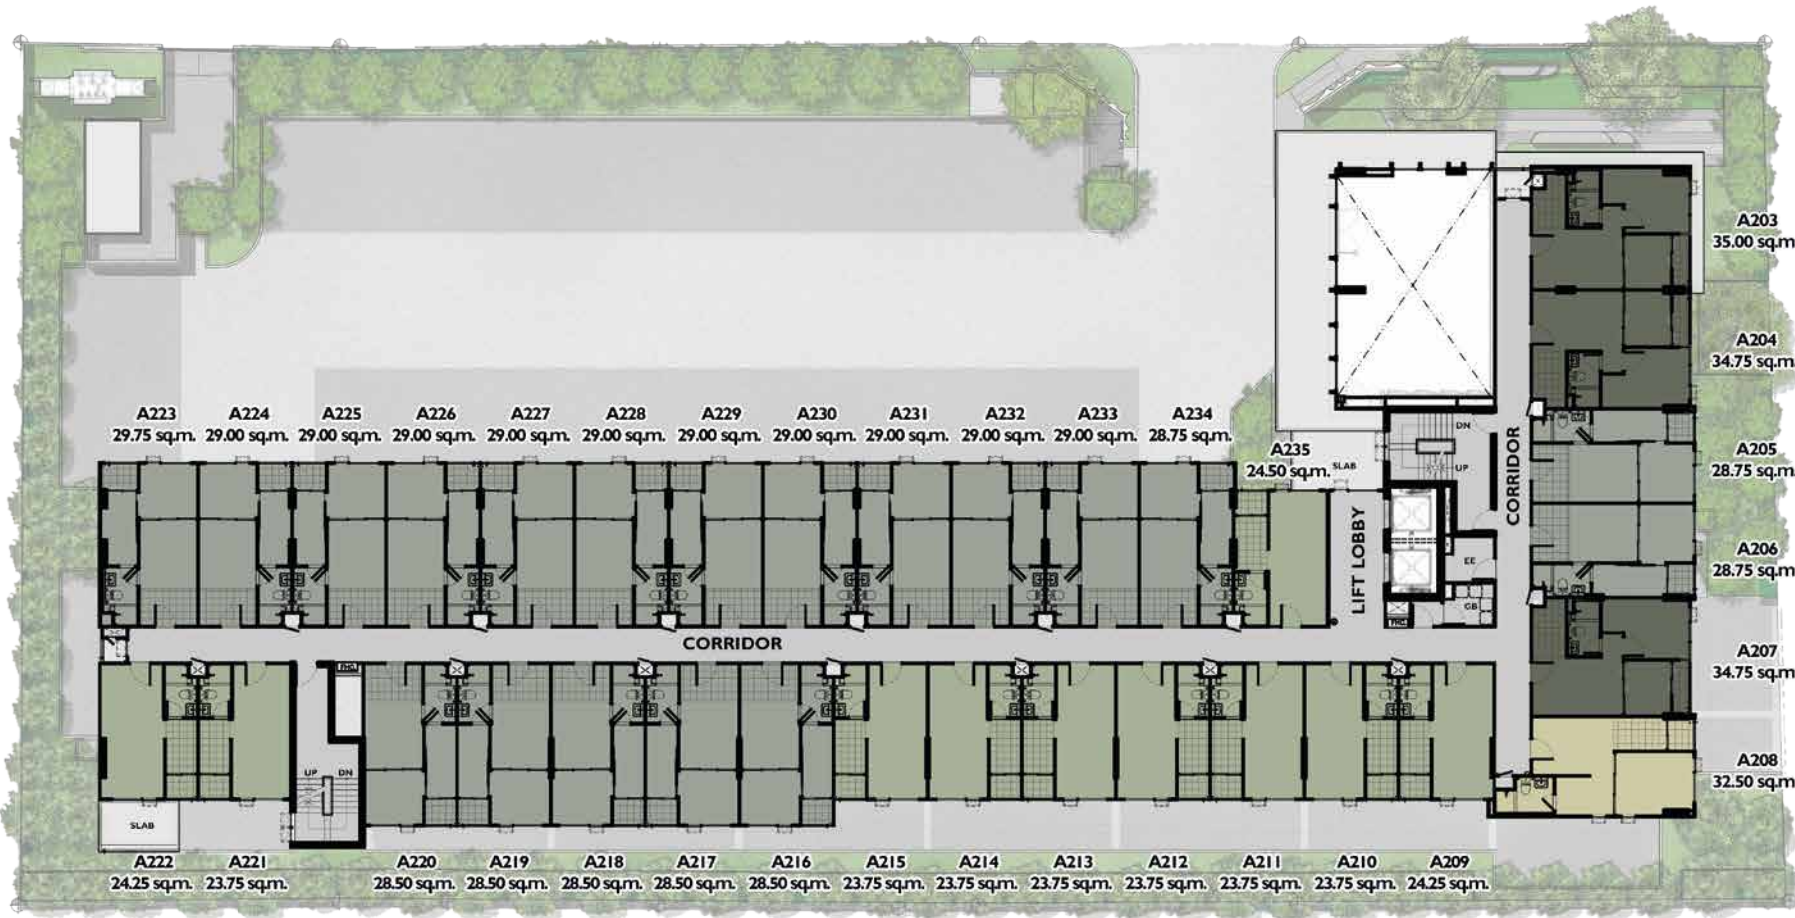 A203
35.00 sq.m
A204
34.75 sq.m.
A223
29.75 sq.m.
A224
29.00 sq.m.
A225
29.00 sq.m.
A226
29.00 sq.m.
A227
29.00 sq.m.
A228
29.00 sq.m.
A229
29.00 sq.m.
A230
29.00 sq.m.
A231
29.00 sq.m.
A232
29.00 sq.m.
A233
29.00 sq.m.
A234
28.75 sq.m.
A235
24.50 sq.m.
SLAB
DN
UP
CORRIDOR
A205
28.75 sq.m
LIFT LOBBY
EE
GB
A206
28.75 sq.m
CORRIDOR
A207
34.75 sq.m
A208
32.50 sq.m
UP
DN
SLAB
A222
24.25 sq.m.
A221
23.75 sq.m.
A220
28.50 sq.m.
A219
28.50 sq.m.
A218
28.50 sq.m.
A217
28.50 sq.m.
A216
28.50 sq.m.
A215
23.75 sq.m.
A214
23.75 sq.m.
A213
23.75 sq.m.
A212
23.75 sq.m.
A211
23.75 sq.m.
A210
23.75 sq.m.
A209
24.25 sq.m.